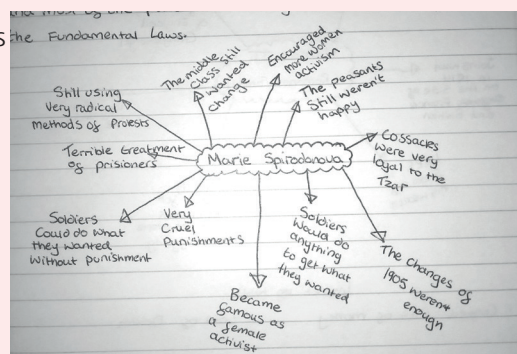 S
the Fundamental Laws.
Still using
Very radical
methods of Protests
The middle
Class still
wanted
change
Encouraged
more women
activism
The peasants
Still weren't
happy
Terrible treatment
of prisioners
Marie Spirodonova
Cossacks
were very
loyal to the
Tzar
Soldiers
Could do what
they wanted
without punishment
Very
Cruel
Punishments
Became
famous as
a female
activist
Soldiers
Would do
anything
to get what
they wanted
The changes of
1905 werent
enough